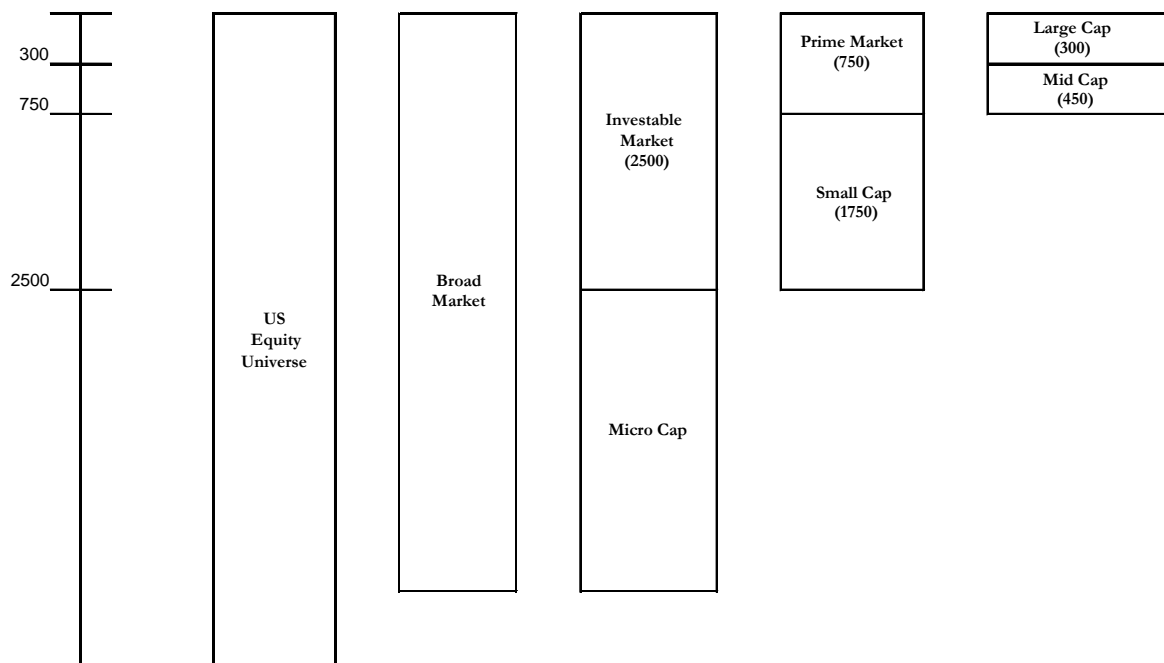 300
750
2500
US
Equity
Universe
Broad
Market
Investable
Market
(2500)
Micro Cap
Prime Market
(750)
Small Cap
(1750)
Large Cap
(300)
Mid Cap
(450)